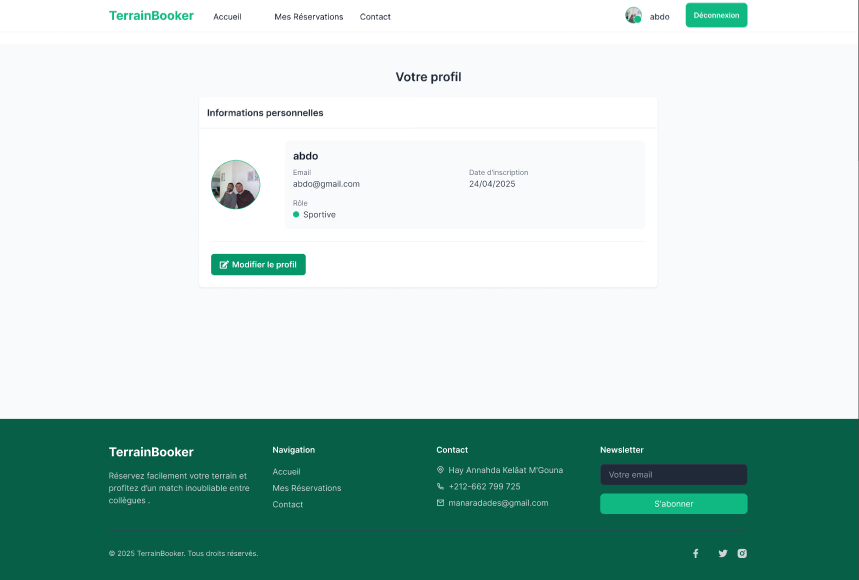 TerrainBooker Accueil Mes Réservations Contact abdo Déconnexion
Votre profil
Informations personnelles
abdo
Email
abdo@gmail.com
Date d'inscription
24/04/2025
Rôle
Sportive
Modifier le profil
TerrainBooker
Réservez facilement votre terrain et
profitez d'un match inoubliable entre
collègues .
Navigation
Accueil
Mes Réservations
Contact
Contact
Hay Annahda Kelâat M'Gouna
+212-662 799 725
manaradades@gmail.com
Newsletter
Votre email
S'abonner
© 2025 TerrainBooker. Tous droits réservés.